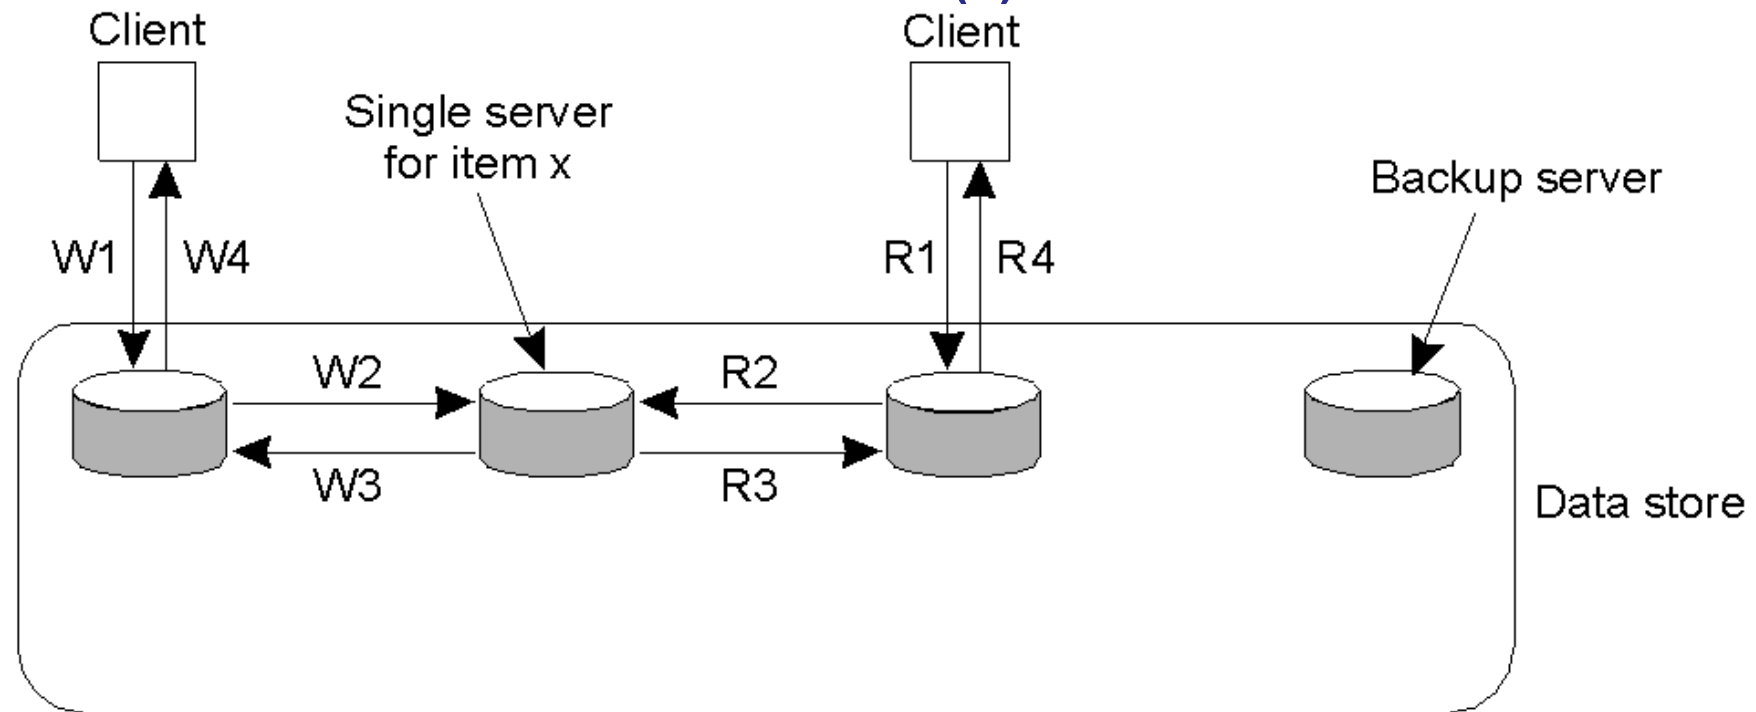 Client
Client
Single server
for item x
Backup server
W1
W4
R1
R4
W2
R2
W3
R3
Data store